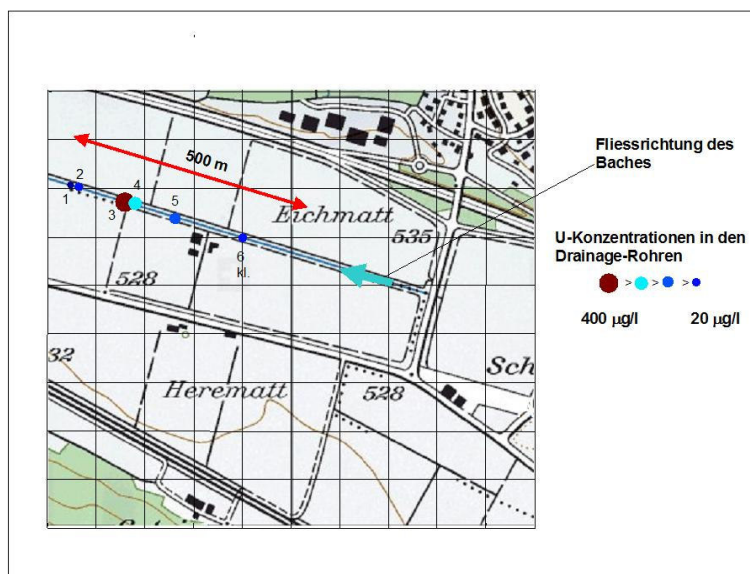 500 m
Fliessrichtung des
Baches
2
1
4
3
5
Eichmatt
535
U-Konzentrationen in den
Drainage-Rohren
6
kl.
528
> > >
400 µg/l 20 µg/l
32
Herematt
528
Sch